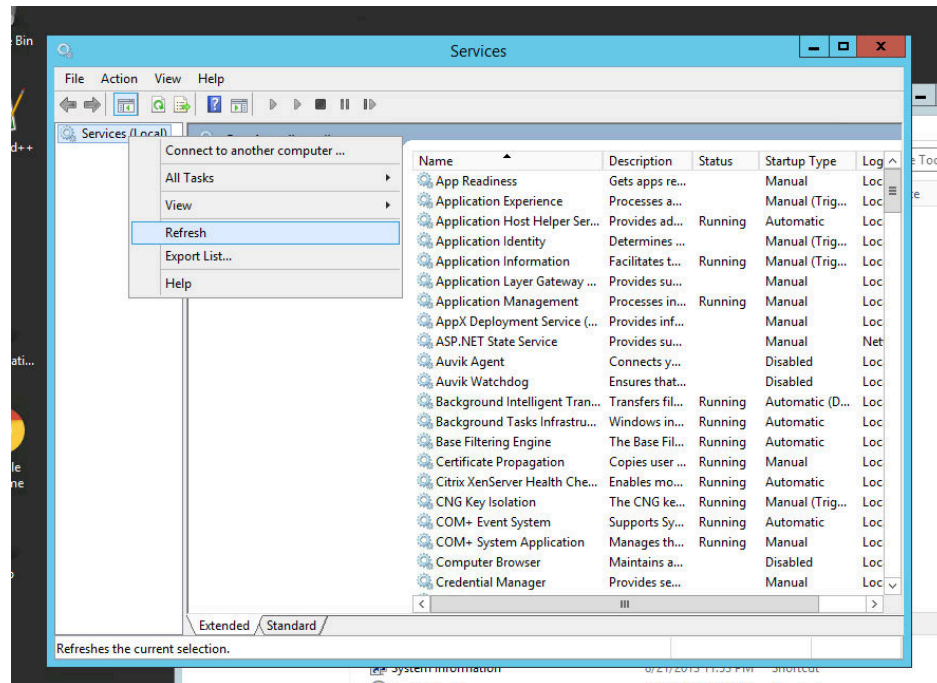 Bin
Services
File Action View Help
d++
Services (Local)
Connect to another computer ...
All Tasks
View
Refresh
Export List...
Help
Name Description Status Startup Type Log
App Readiness Gets apps re... Manual Loc
Application Experience Processes a... Manual (Trig... Loc
Application Host Helper Ser... Provides ad... Running Automatic Loc
Application Identity Determines ... Manual (Trig... Loc
Application Information Facilitates t... Running Manual (Trig... Loc
Application Layer Gateway ... Provides su... Manual Loc
Application Management Processes in... Running Manual Loc
AppX Deployment Service (... Provides inf... Manual Loc
ASP.NET State Service Provides su... Manual Net
Auvik Agent Connects y... Disabled Loc
Auvik Watchdog Ensures that... Disabled Loc
Background Intelligent Tran... Transfers fil... Running Automatic (D... Loc
Background Tasks Infrastru... Windows in... Running Automatic Loc
Base Filtering Engine The Base Fil... Running Automatic Loc
Certificate Propagation Copies user ... Running Manual Loc
Citrix XenServer Health Che... Enables mo... Running Automatic Loc
CNG Key Isolation The CNG ke... Running Manual (Trig... Loc
COM+ Event System Supports Sy... Running Automatic Loc
COM+ System Application Manages th... Running Manual Loc
Computer Browser Maintains a... Disabled Loc
Credential Manager Provides se... Manual Loc
Extended Standard
Refreshes the current selection.
ati...
le
ne
e Toc
System Information
Shortcut